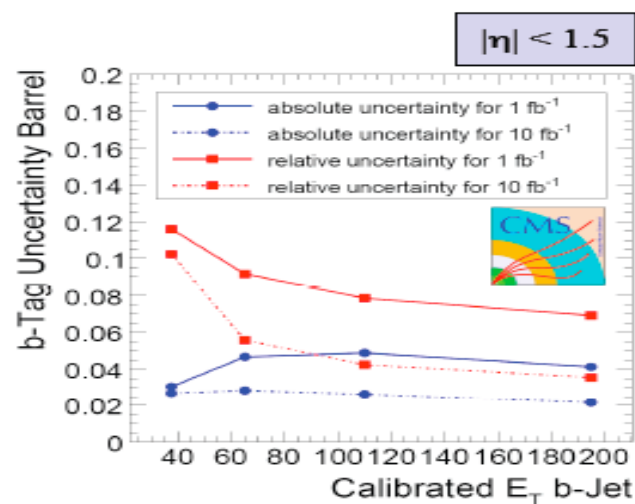 |η| < 1.5
b-Tag Uncertainty Barrel
0.2
0.18
0.16
0.14
0.12
0.1
0.08
0.06
0.04
0.02
0
absolute uncertainty for 1 fb⁻¹
absolute uncertainty for 10 fb⁻¹
relative uncertainty for 1 fb⁻¹
relative uncertainty for 10 fb⁻¹
CMS
40 60 80 100 120 140 160 180 200
Calibrated E_T b-Jet